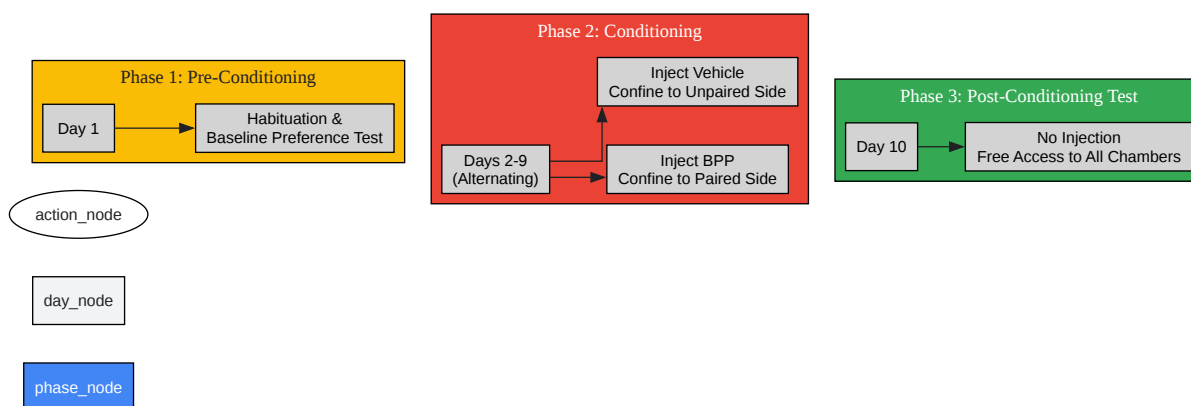 Phase 1: Pre-Conditioning
Day 1
Habituation &
Baseline Preference Test
Phase 2: Conditioning
Inject Vehicle
Confine to Unpaired Side
Days 2-9
(Alternating)
Inject BPP
Confine to Paired Side
Phase 3: Post-Conditioning Test
Day 10
No Injection
Free Access to All Chambers
action_node
day_node
phase_node